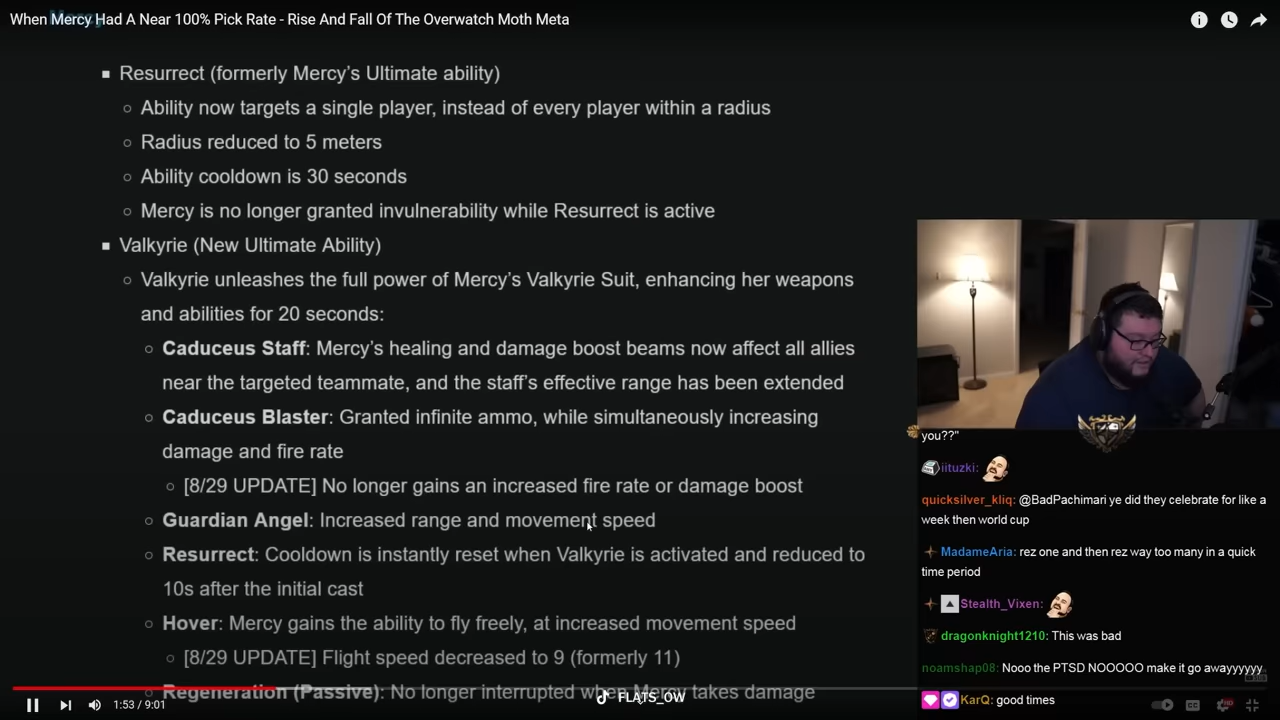 When Mercy Had A Near 100% Pick Rate - Rise And Fall Of The Overwatch Moth Meta
Resurrect (formerly Mercy's Ultimate ability)
Ability now targets a single player, instead of every player within a radius
Radius reduced to 5 meters
Ability cooldown is 30 seconds
Mercy is no longer granted invulnerability while Resurrect is active
Valkyrie (New Ultimate Ability)
Valkyrie unleashes the full power of Mercy's Valkyrie Suit, enhancing her weapons
and abilities for 20 seconds:
Caduceus Staff: Mercy's healing and damage boost beams now affect all allies
near the targeted teammate, and the staff's effective range has been extended
Caduceus Blaster: Granted infinite ammo, while simultaneously increasing
damage and fire rate
[8/29 UPDATE] No longer gains an increased fire rate or damage boost
Guardian Angel: Increased range and movement speed
Resurrect: Cooldown is instantly reset when Valkyrie is activated and reduced to
10s after the initial cast
Hover: Mercy gains the ability to fly freely, at increased movement speed
[8/29 UPDATE] Flight speed decreased to 9 (formerly 11)
Regeneration (Passive): No longer interrupted when Mercy takes damage
FLATS_OW
1:53 / 9:01
you??"
iituzki:
quicksilver_kliq: @BadPachimari ye did they celebrate for like a
week then world cup
MadameAria: rez one and then rez way too many in a quick
time period
Stealth_Vixen:
dragonknight1210: This was bad
noamshap08: Nooo the PTSD NOOOOO make it go awayyyyyy
KarQ: good times